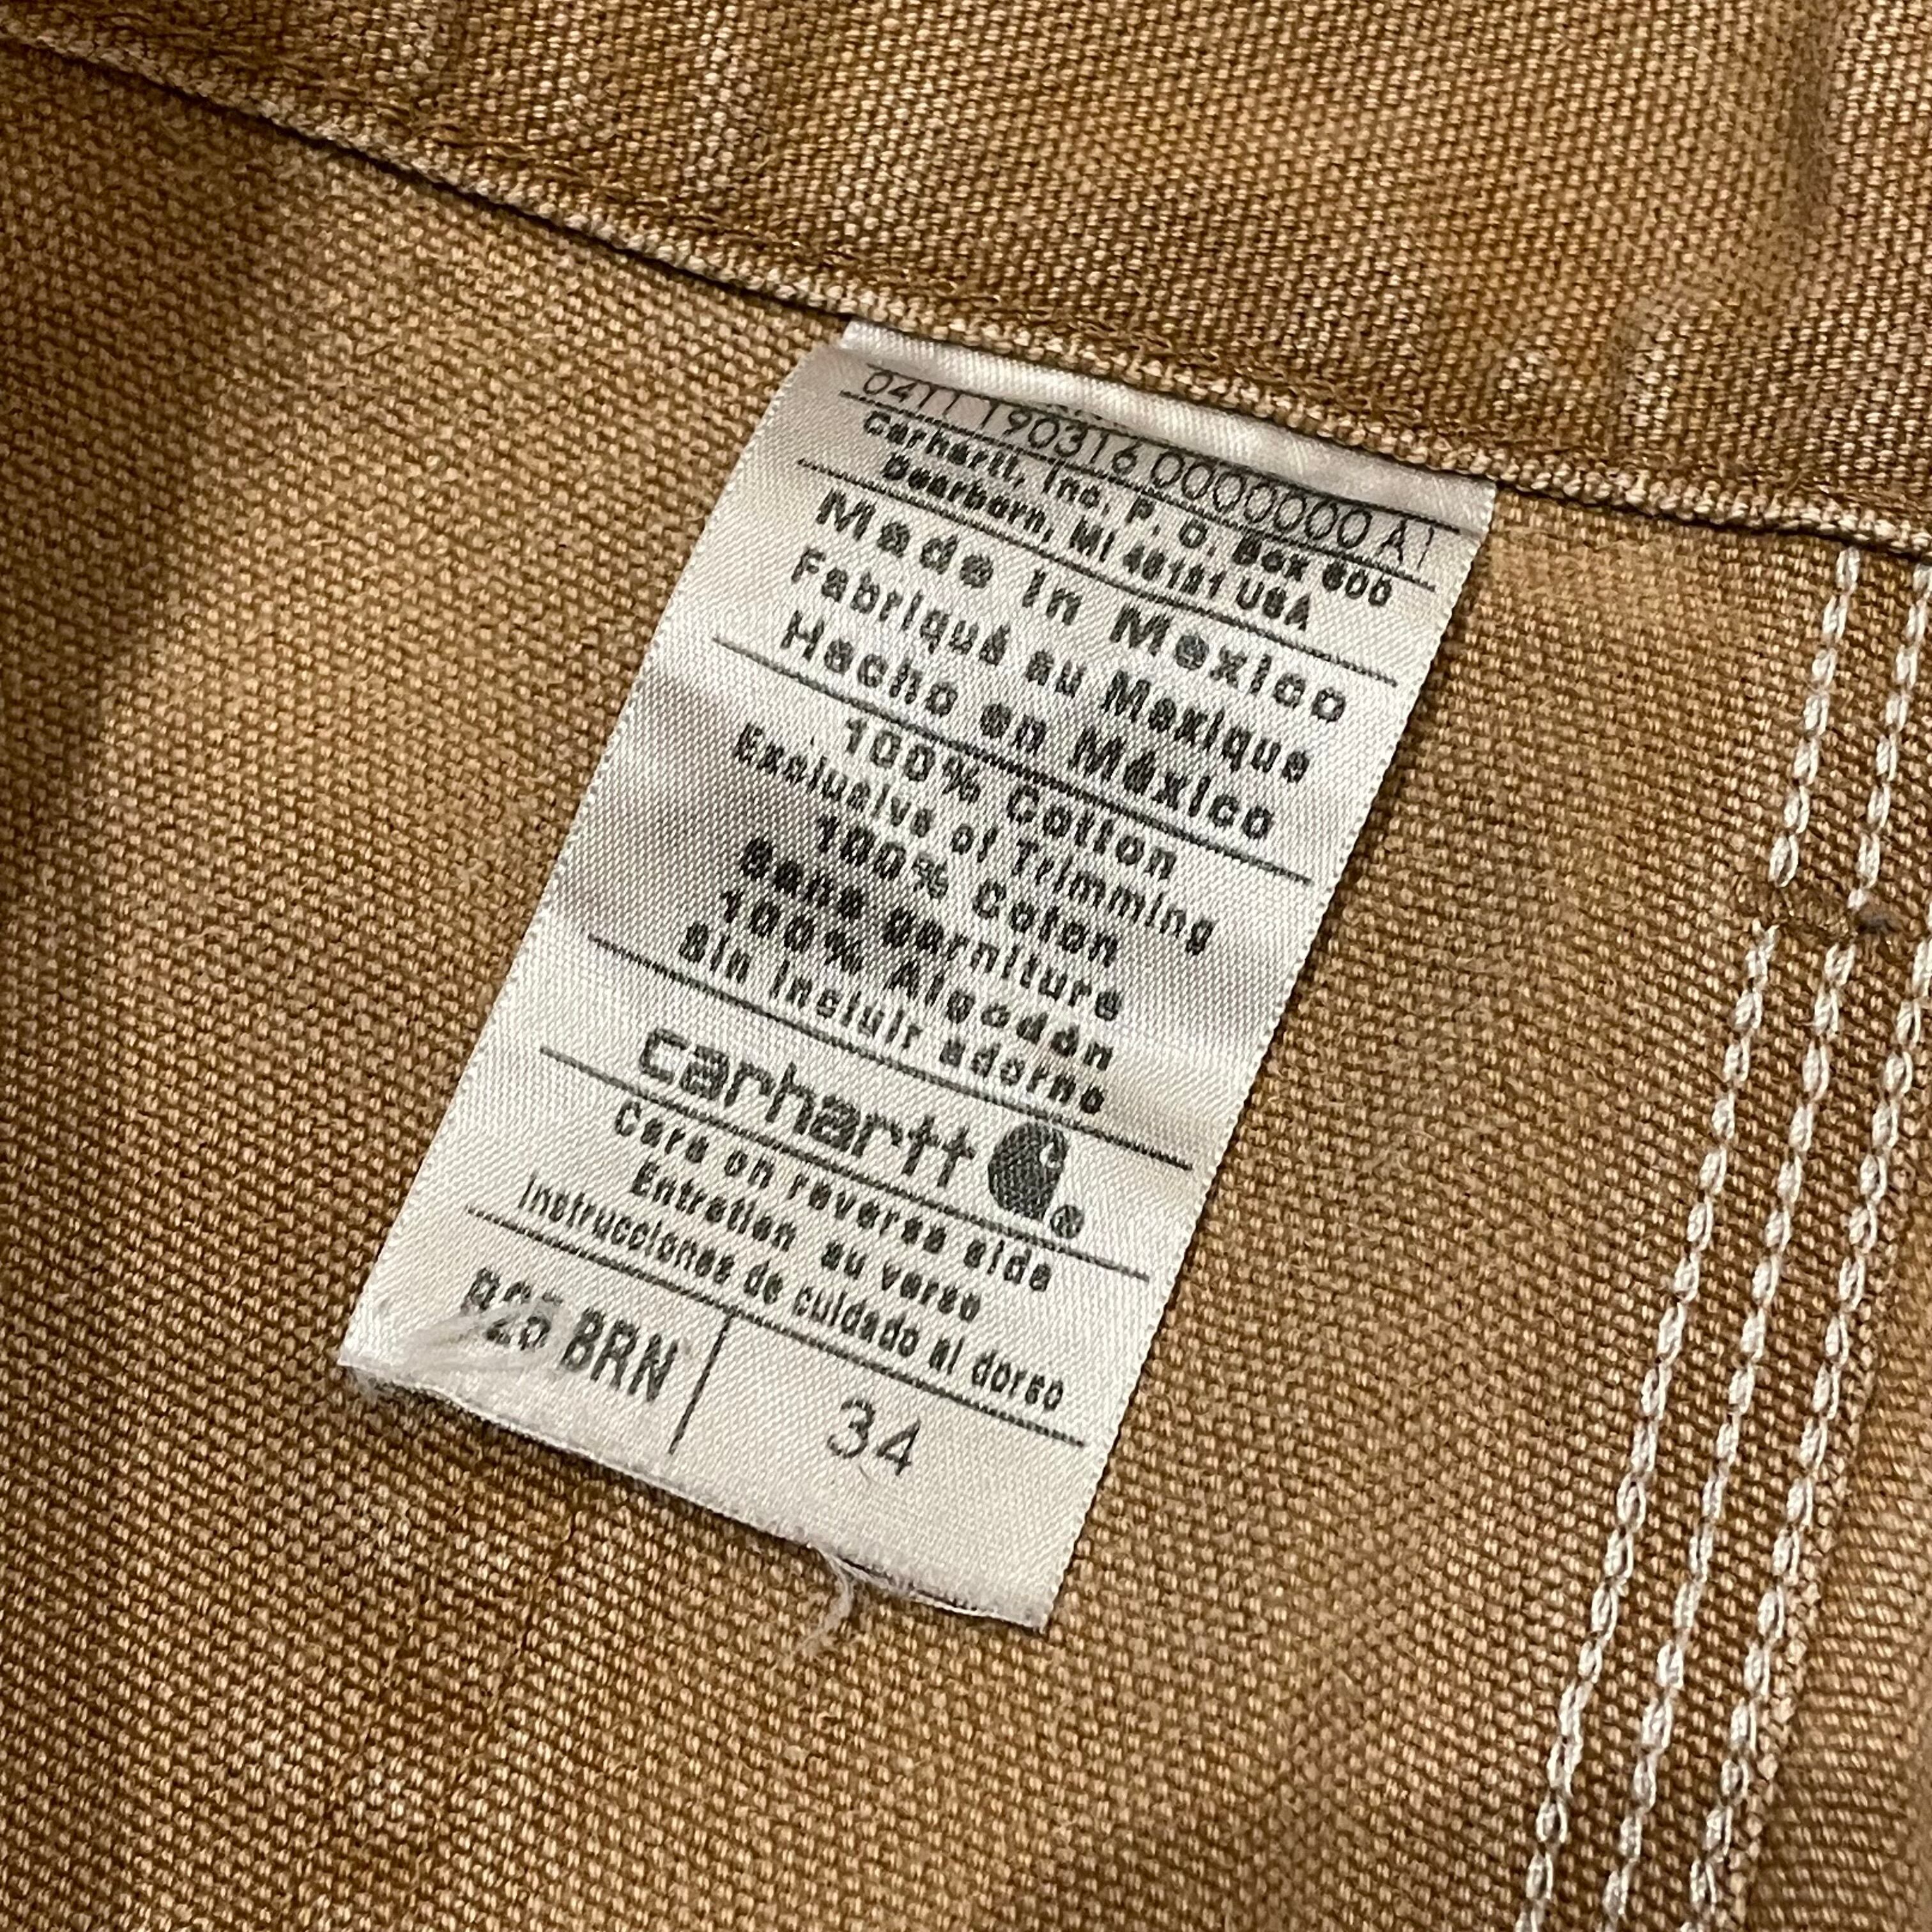 0411 190316 0000000 A1
Carhartt, Inc. P. O. Box 600
Dearborn, MI 48121 USA
Made in Mexico
Fabriqué au Mexique
Hecho en México
100% Cotton
Exclusive of Trimming
100% Coton
Sans Garniture
100% Algodón
Sin incluir adorno
carhartt ®
Care on reverse side
Entretien au verso
Instrucciones de cuidado al dorso
BRN
34